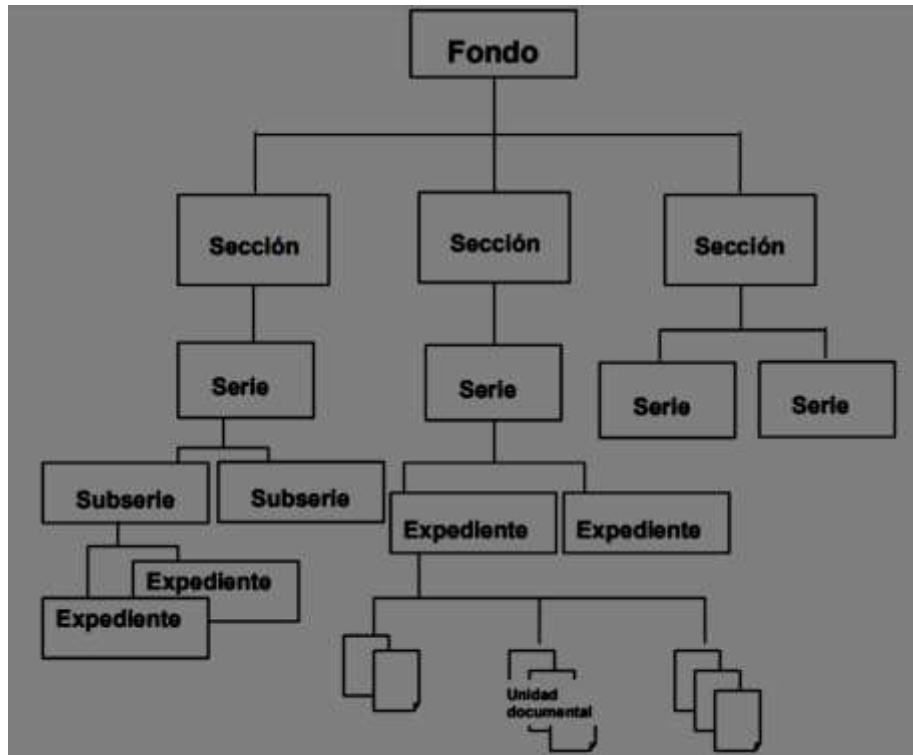 Fondo
Sección
Sección
Sección
Serie
Serie
Serie
Serie
Subserie
Subserie
Expediente
Expediente
Expediente
Expediente
Unidad
documental